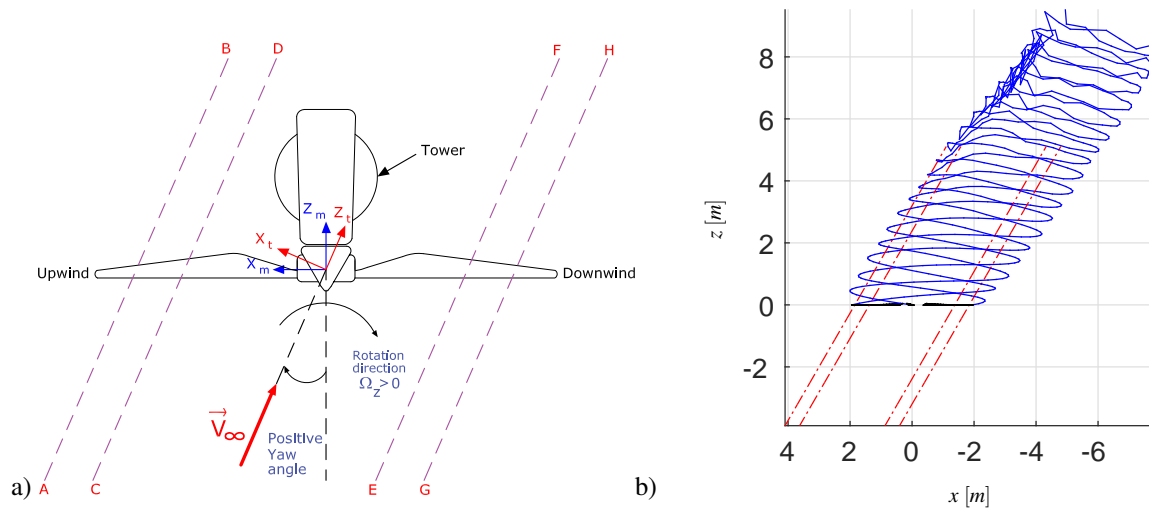 B D F H
Tower
Z m Z t
X t
X m
Upwind Downwind
Rotation
direction
Ω z >0
V∞
Positive
Yaw
angle
A C E G
a)
8
6
4
2
0
-2
z [m]
4 2 0 -2 -4 -6
x [m]
b)